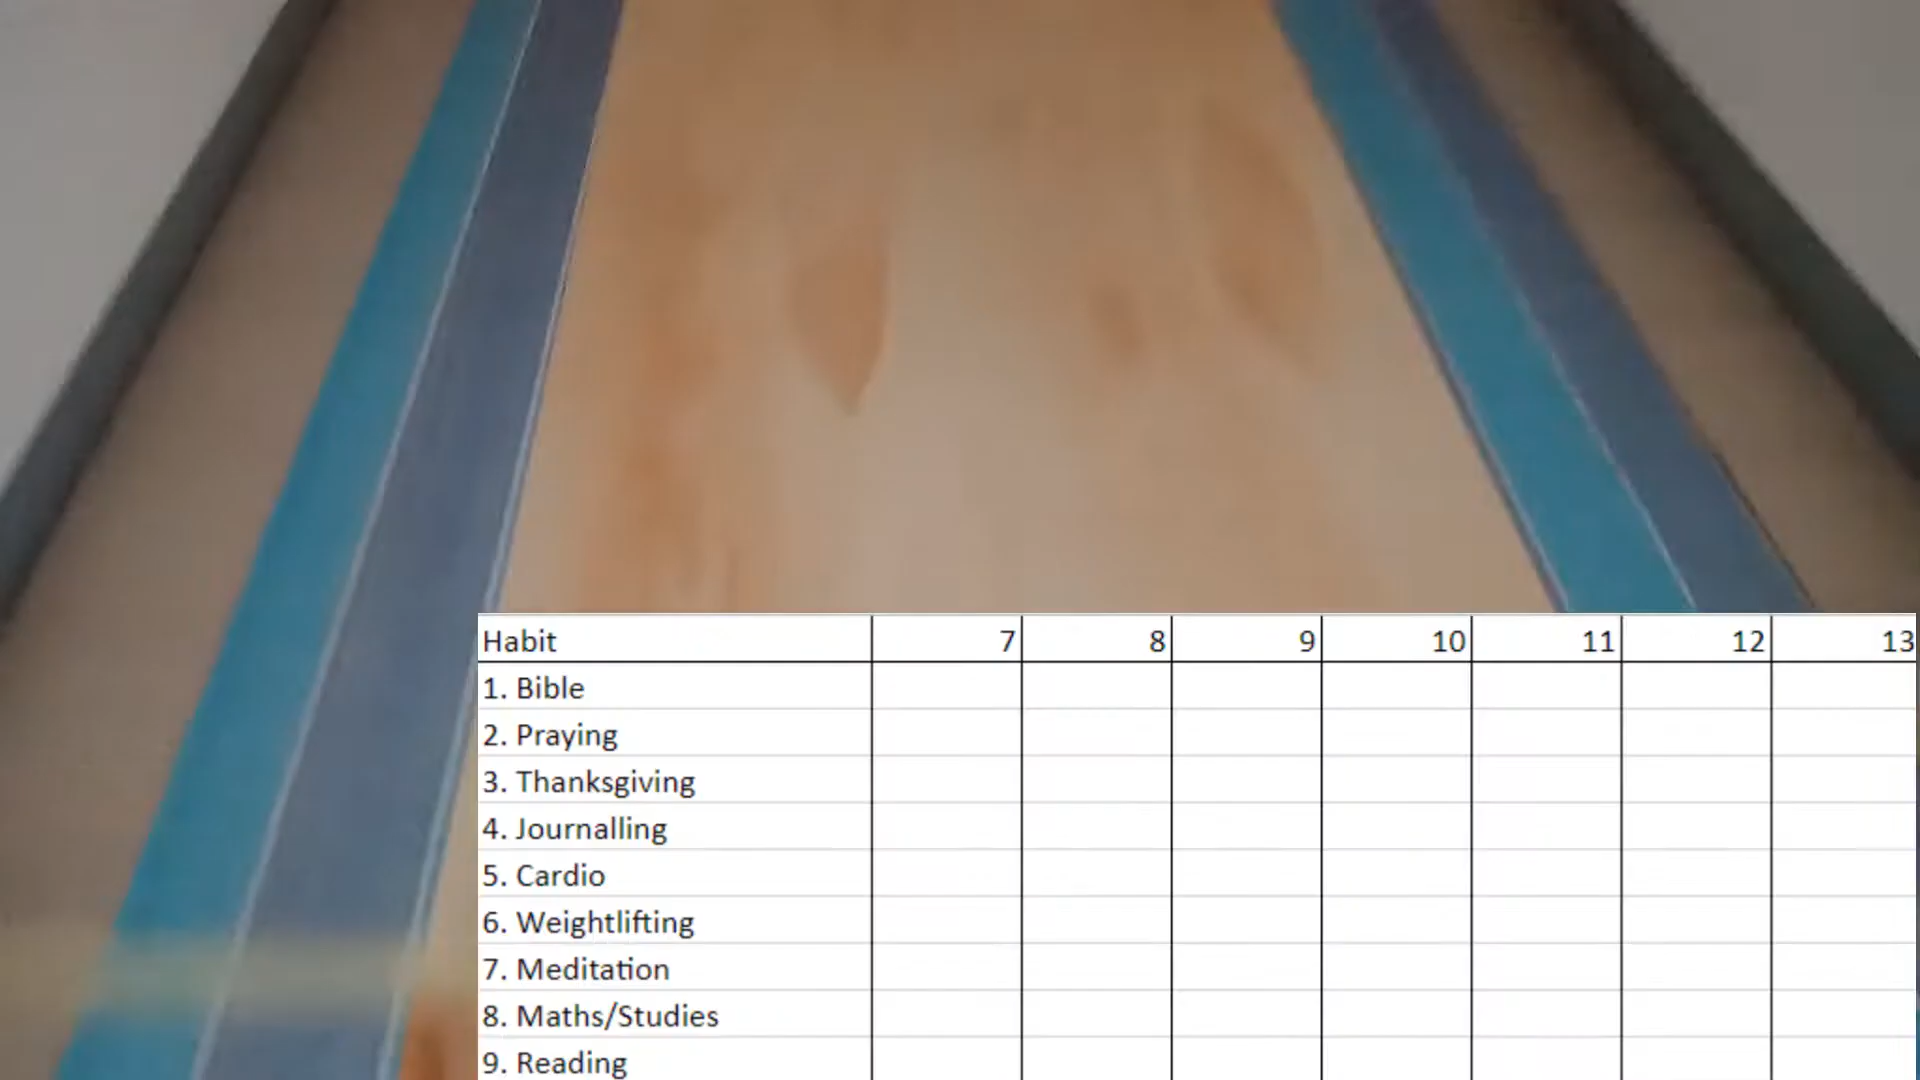 Habit 7 8 9 10 11 12 13
1. Bible
2. Praying
3. Thanksgiving
4. Journalling
5. Cardio
6. Weightlifting
7. Meditation
8. Maths/Studies
9. Reading